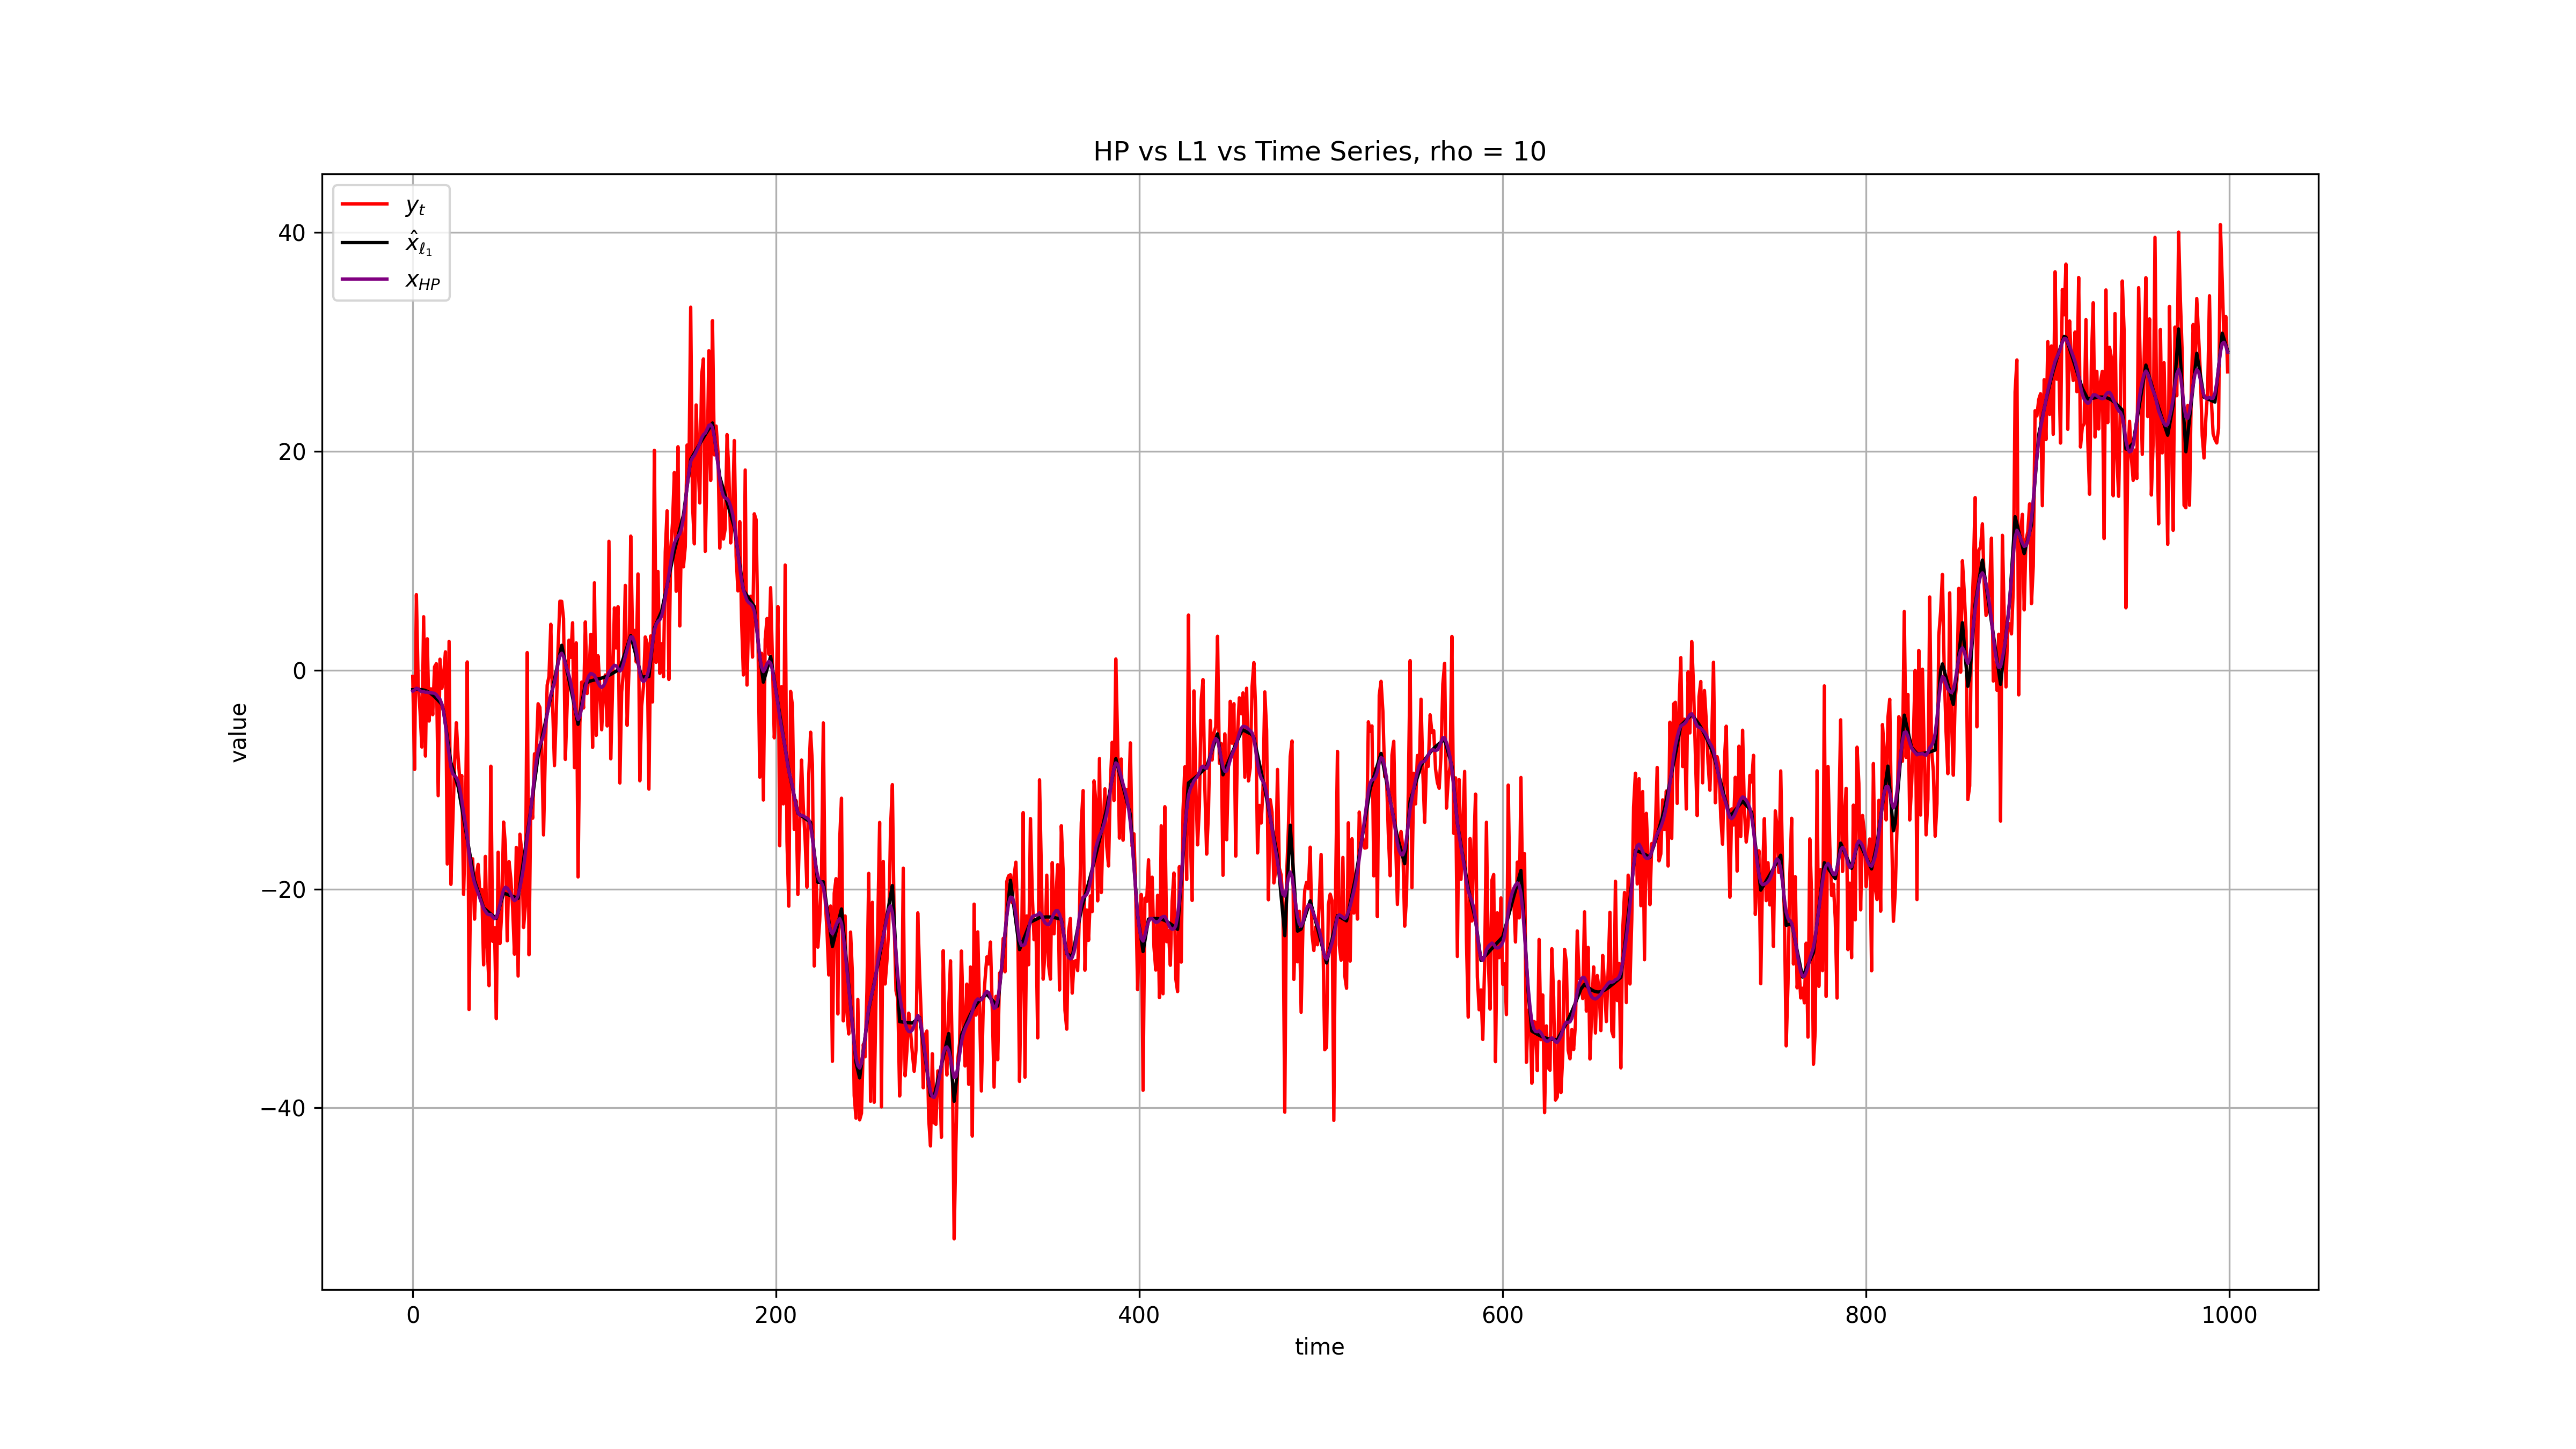 HP vs L1 vs Time Series, rho = 10
y_t
x̂_ℓ₁
x_HP
40
20
0
−20
−40
value
0 200 400 600 800 1000
time